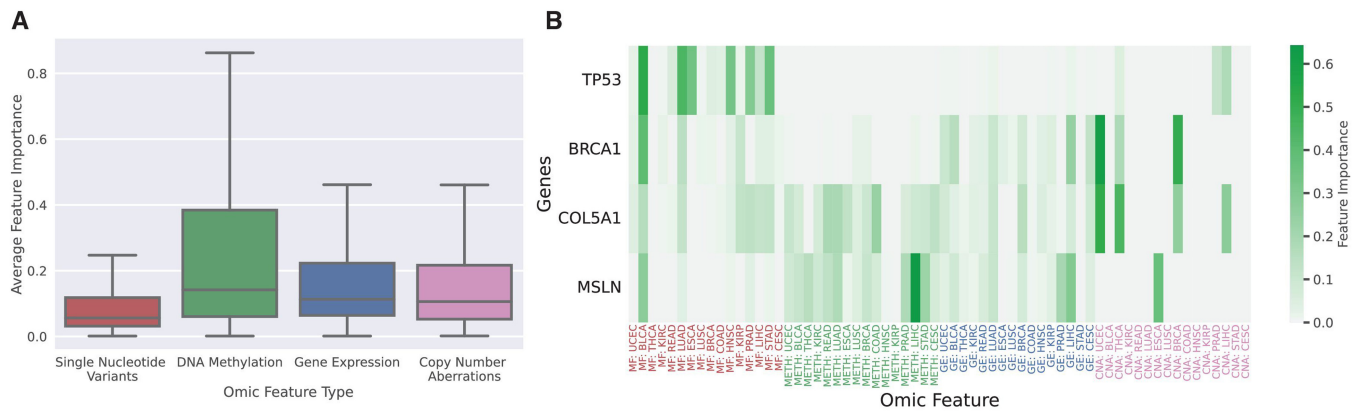 A
Average Feature Importance
0.8
0.6
0.4
0.2
0.0
Single Nucleotide
Variants
DNA Methylation
Gene Expression
Copy Number
Aberrations
Omic Feature Type
B
Genes
TP53
BRCA1
COL5A1
MSLN
MF: UCEC
MF: BLCA
MF: THCA
MF: KIRC
MF: READ
MF: LUAD
MF: ESCA
MF: LUSC
MF: BRCA
MF: COAD
MF: HNSC
MF: KIRP
MF: PRAD
MF: LIHC
MF: STAD
MF: CESC
METH: UCEC
METH: BLCA
METH: THCA
METH: KIRC
METH: READ
METH: LUAD
METH: ESCA
METH: LUSC
METH: BRCA
METH: COAD
METH: HNSC
METH: KIRP
METH: PRAD
METH: LIHC
METH: STAD
METH: CESC
GE: UCEC
GE: BLCA
GE: THCA
GE: KIRC
GE: READ
GE: LUAD
GE: ESCA
GE: LUSC
GE: BRCA
GE: COAD
GE: HNSC
GE: KIRP
GE: PRAD
GE: LIHC
GE: STAD
GE: CESC
CNA: UCEC
CNA: BLCA
CNA: THCA
CNA: KIRC
CNA: READ
CNA: LUAD
CNA: ESCA
CNA: LUSC
CNA: BRCA
CNA: COAD
CNA: HNSC
CNA: KIRP
CNA: PRAD
CNA: LIHC
CNA: STAD
CNA: CESC
Omic Feature
0.6
0.5
0.4
0.3
0.2
0.1
0.0
Feature Importance